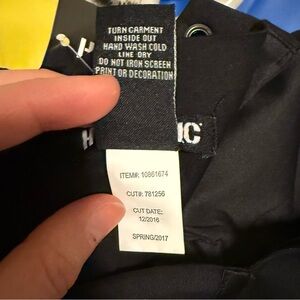 TURN GARMENT
INSIDE OUT
HAND WASH COLD
LINE DRY
DO NOT IRON SCREEN
PRINT OR DECORATION
ITEM#: 10861674
CUT#: 781256
CUT DATE:
12/2016
SPRING/2017